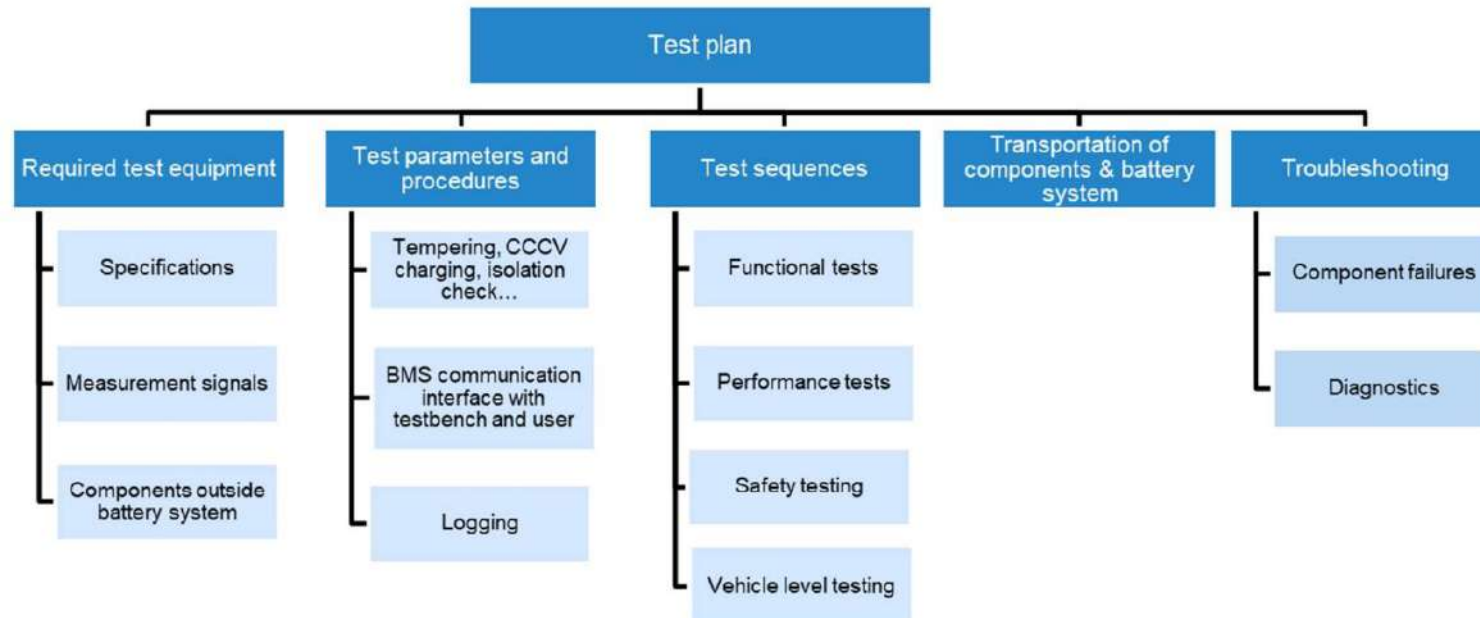 Test plan
Required test equipment
Specifications
Measurement signals
Components outside
battery system
Test parameters and
procedures
Tempering, CCCV
charging, isolation
check...
BMS communication
interface with
testbench and user
Logging
Test sequences
Functional tests
Performance tests
Safety testing
Vehicle level testing
Transportation of
components & battery
system
Troubleshooting
Component failures
Diagnostics